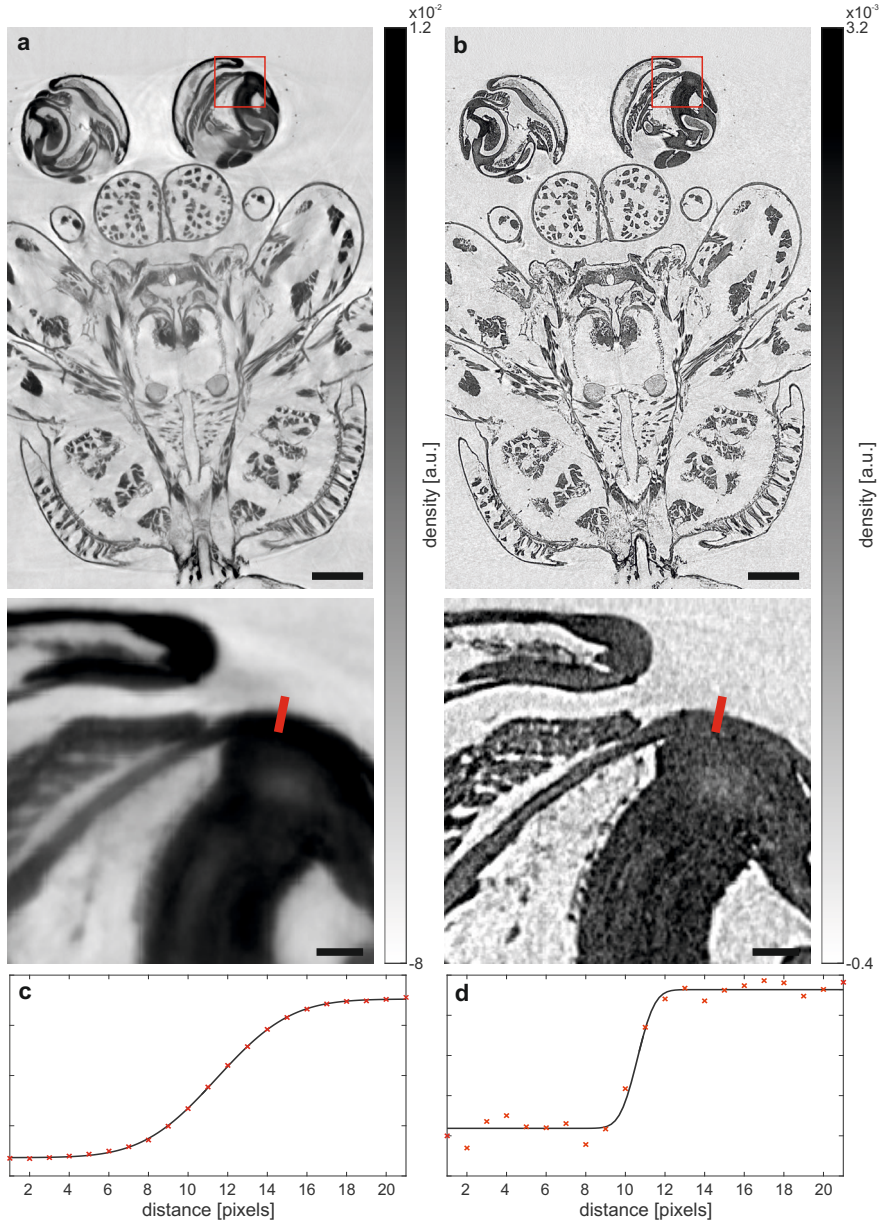 x10-2
x10-3
1.2
3.2
a
b
density [a.u.]
density [a.u.]
-8
-0.4
c
d
2 4 6 8 10 12 14 16 18 20
2 4 6 8 10 12 14 16 18 20
distance [pixels]
distance [pixels]